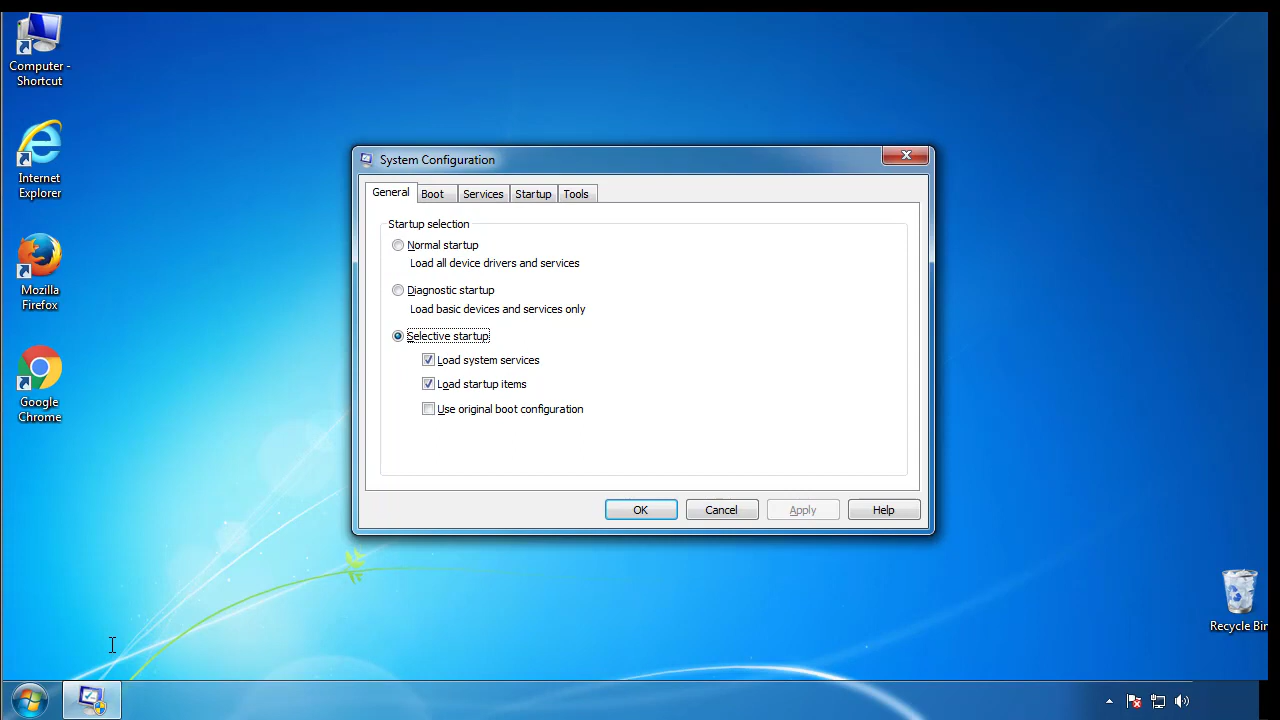 Computer -
Shortcut
Internet
Explorer
Mozilla
Firefox
Google
Chrome
System Configuration
General
Boot
Services
Startup
Tools
Startup selection
Normal startup
Load all device drivers and services
Diagnostic startup
Load basic devices and services only
Selective startup
Load system services
Load startup items
Use original boot configuration
OK
Cancel
Apply
Help
Recycle Bin